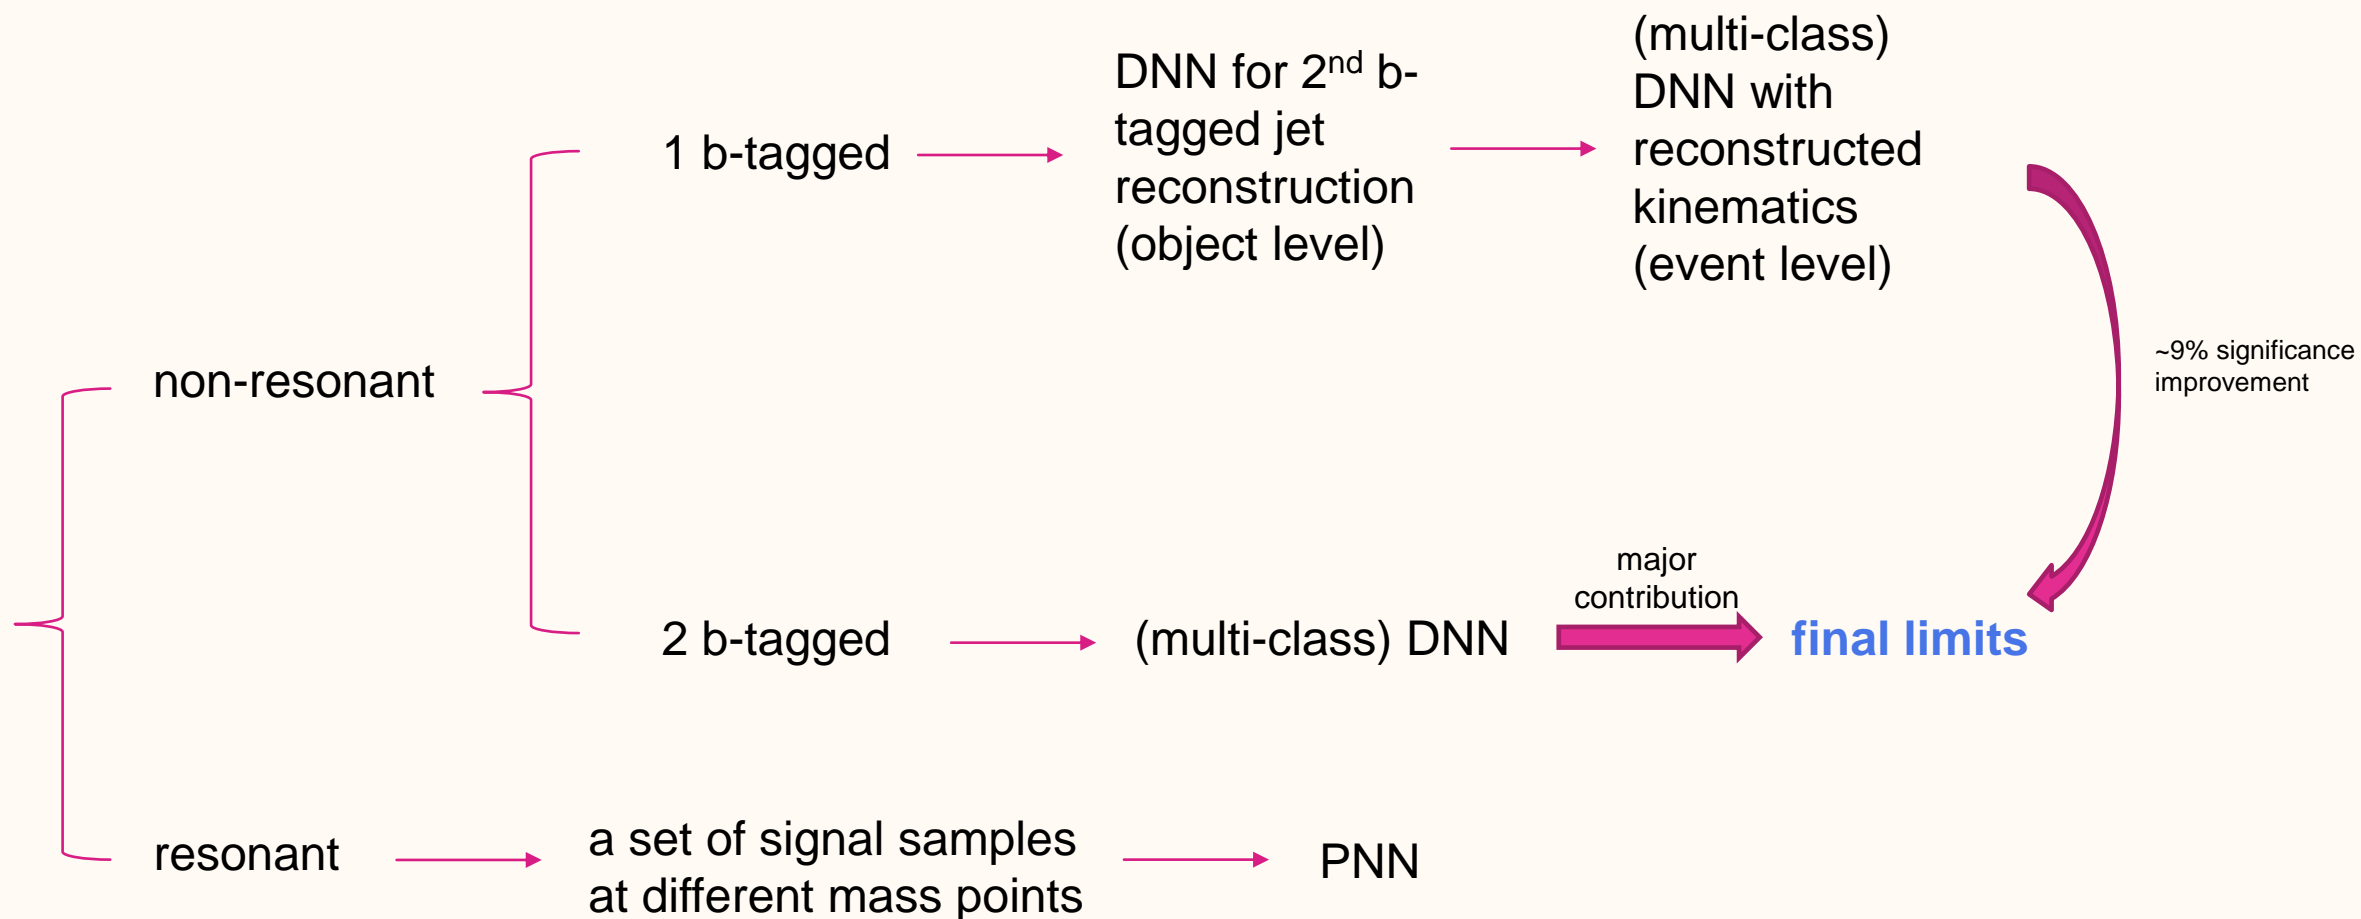 (multi-class)
DNN with
reconstructed
kinematics
(event level)
DNN for 2nd b-
tagged jet
reconstruction
(object level)
1 b-tagged
~9% significance
improvement
non-resonant
major
contribution
2 b-tagged
(multi-class) DNN
final limits
resonant
a set of signal samples
at different mass points
PNN